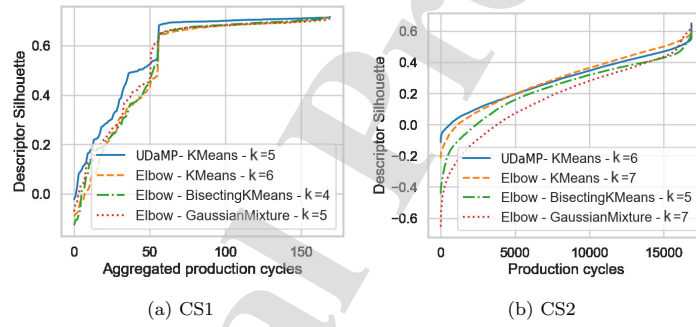 Descriptor Silhouette
0.6
0.4
0.2
0.0
UDaMP- KMeans - k=5
Elbow - KMeans - k=6
Elbow - BisectingKMeans - k=4
Elbow - GaussianMixture - k=5
0 50 100 150
Aggregated production cycles
(a) CS1
Descriptor Silhouette
0.6
0.4
0.2
0.0
−0.2
−0.4
−0.6
UDaMP- KMeans - k=6
Elbow - KMeans - k=7
Elbow - BisectingKMeans - k=5
Elbow - GaussianMixture - k=7
0 5000 10000 15000
Production cycles
(b) CS2